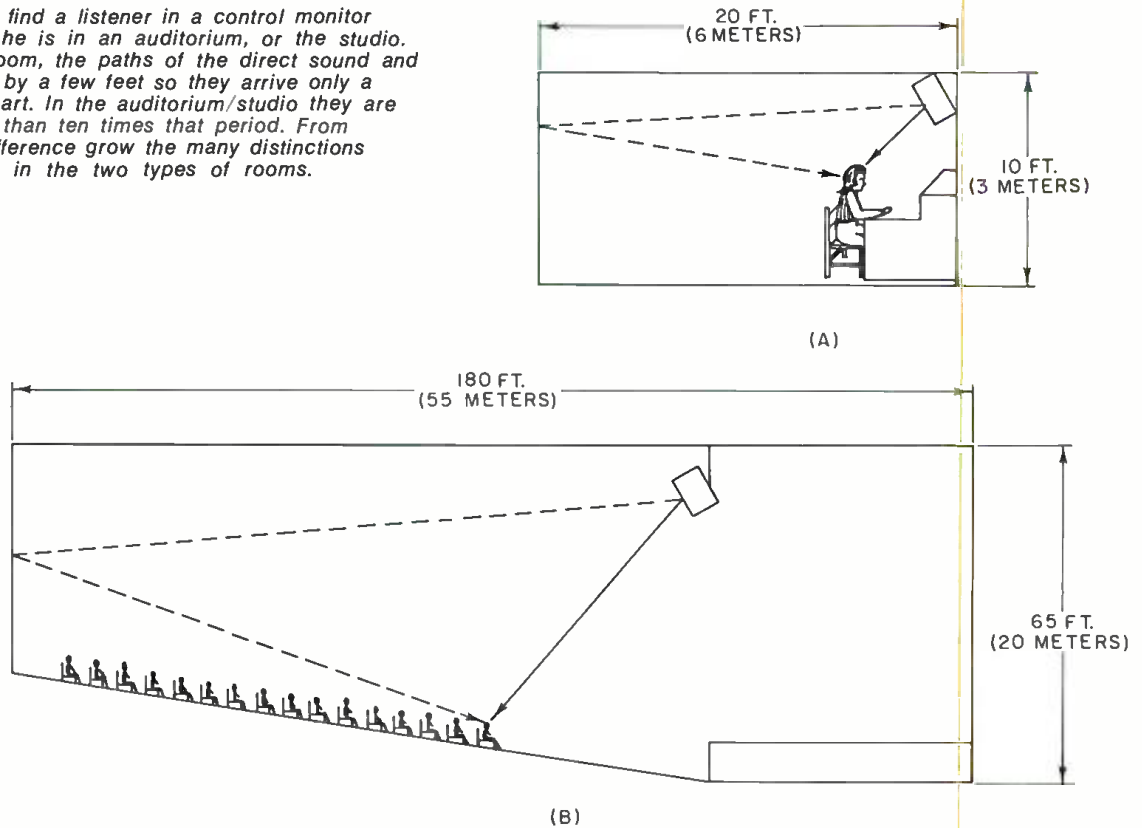 find a listener in a control monitor
he is in an auditorium, or the studio.
oom, the paths of the direct sound and
by a few feet so they arrive only a
art. In the auditorium/studio they are
than ten times that period. From
ference grow the many distinctions
in the two types of rooms.
20 FT.
(6 METERS)
10 FT.
(3 METERS)
(A)
180 FT.
(55 METERS)
65 FT.
(20 METERS)
(B)